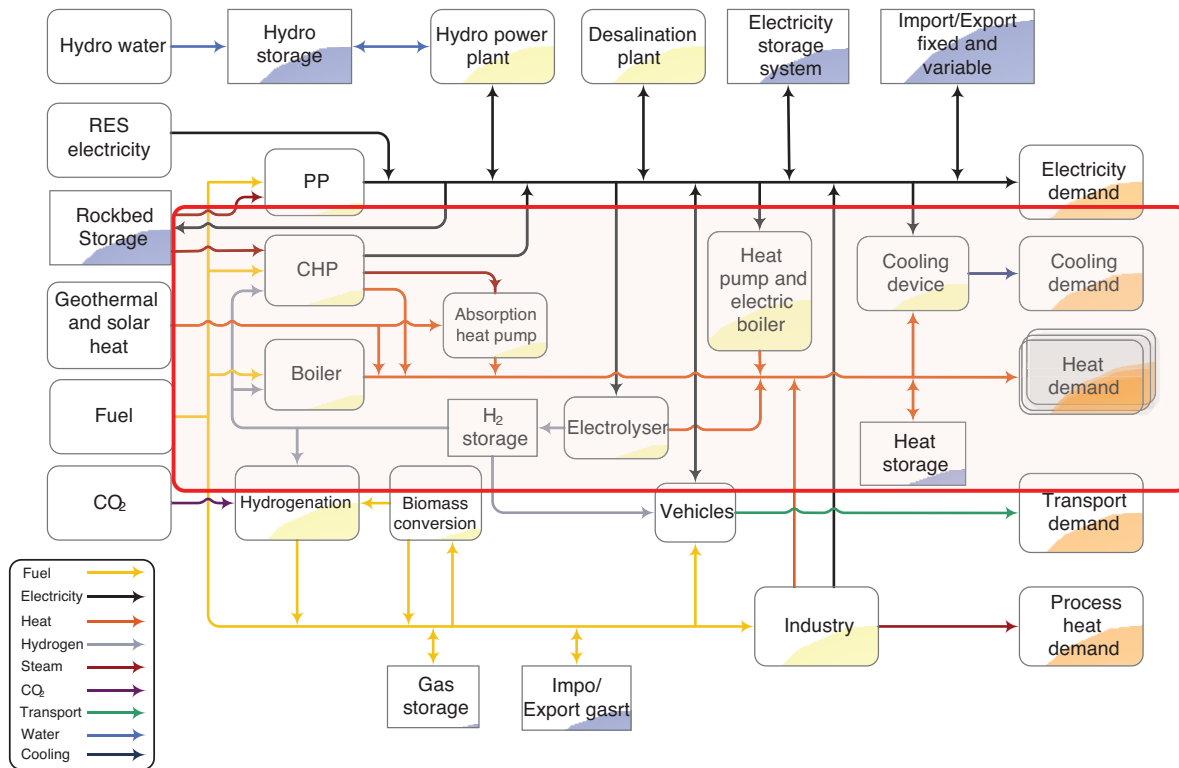 Hydro water
Hydro
storage
Hydro power
plant
Desalination
plant
Electricity
storage
system
Import/Export
fixed and
variable
RES
electricity
PP
Electricity
demand
Rockbed
Storage
CHP
Heat
pump and
electric
boiler
Cooling
device
Cooling
demand
Geothermal
and solar
heat
Absorption
heat pump
Boiler
Heat
demand
Fuel
H2
storage
Electrolyser
Heat
storage
CO2
Hydrogenation
Biomass
conversion
Vehicles
Transport
demand
Fuel
Electricity
Heat
Hydrogen
Steam
CO2
Transport
Water
Cooling
Industry
Process
heat
demand
Gas
storage
Impo/
Export gasrt